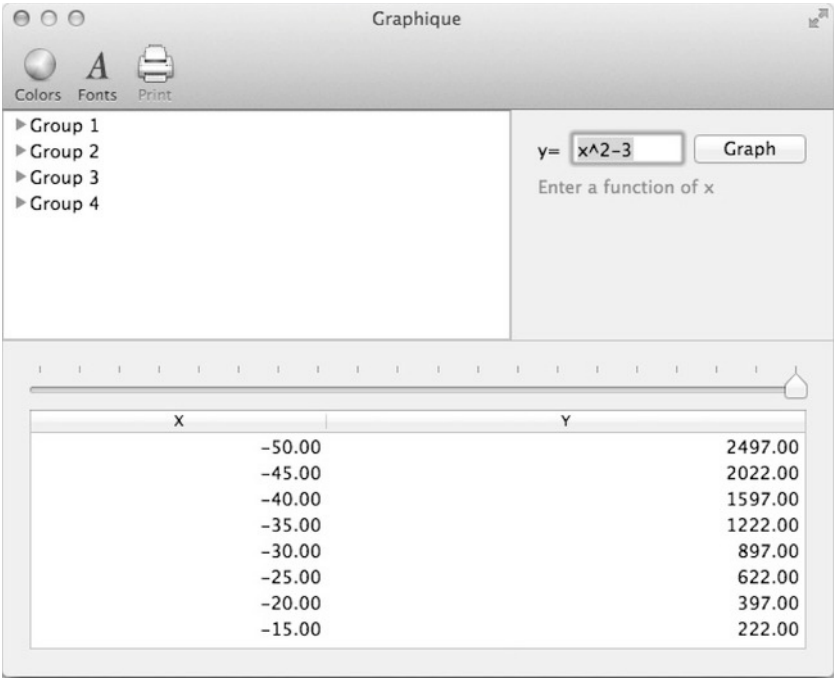 Graphique
Colors Fonts Print
Group 1
Group 2
Group 3
Group 4
y= x^2-3 Graph
Enter a function of x
X Y
-50.00 2497.00
-45.00 2022.00
-40.00 1597.00
-35.00 1222.00
-30.00 897.00
-25.00 622.00
-20.00 397.00
-15.00 222.00